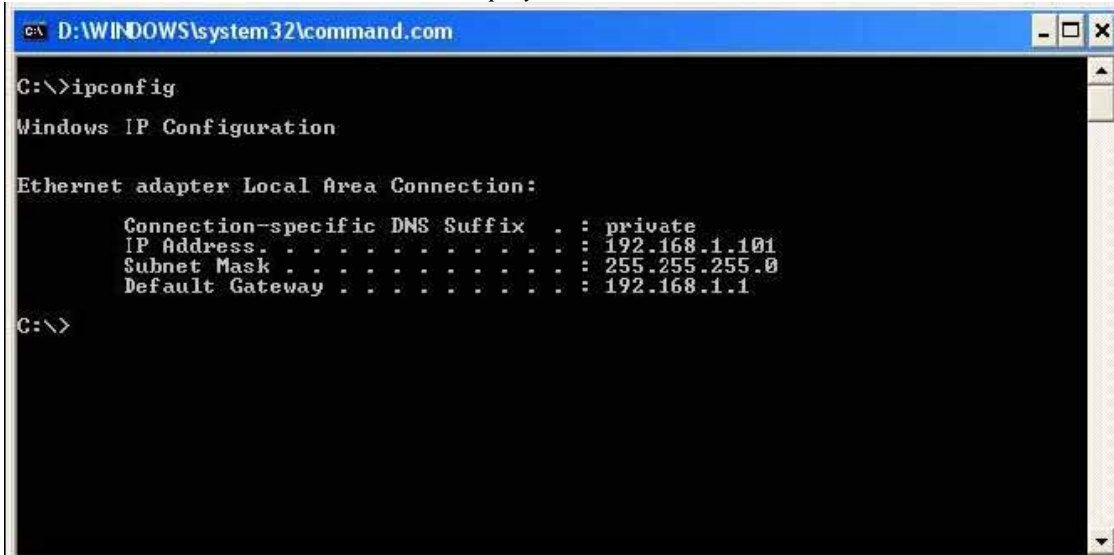 D:\WINDOWS\system32\command.com
C:\>ipconfig
Windows IP Configuration
Ethernet adapter Local Area Connection:
Connection-specific DNS Suffix . : private
IP Address. . . . . . . . . . . . : 192.168.1.101
Subnet Mask . . . . . . . . . . . : 255.255.255.0
Default Gateway . . . . . . . . . : 192.168.1.1
C:\>